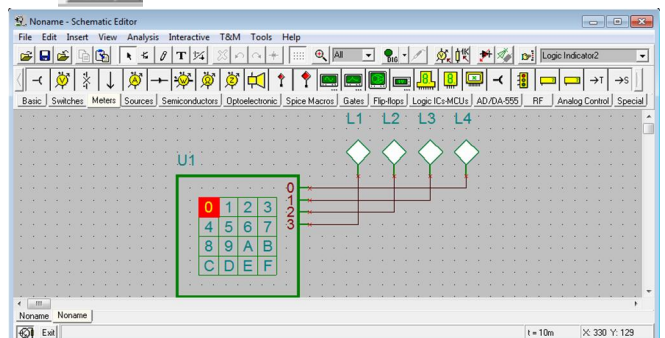 Noname - Schematic Editor
File Edit Insert View Analysis Interactive T&M Tools Help
T All DIG Logic Indicator2
→T →S
Basic Switches Meters Sources Semiconductors Optoelectronic Spice Macros Gates Flip-flops Logic ICs-MCUs AD/DA-555 RF Analog Control Special
L1 L2 L3 L4
U1
0
1
2
3
0 1 2 3
4 5 6 7
8 9 A B
C D E F
Noname Noname
Exit t = 10m X: 330 Y: 129